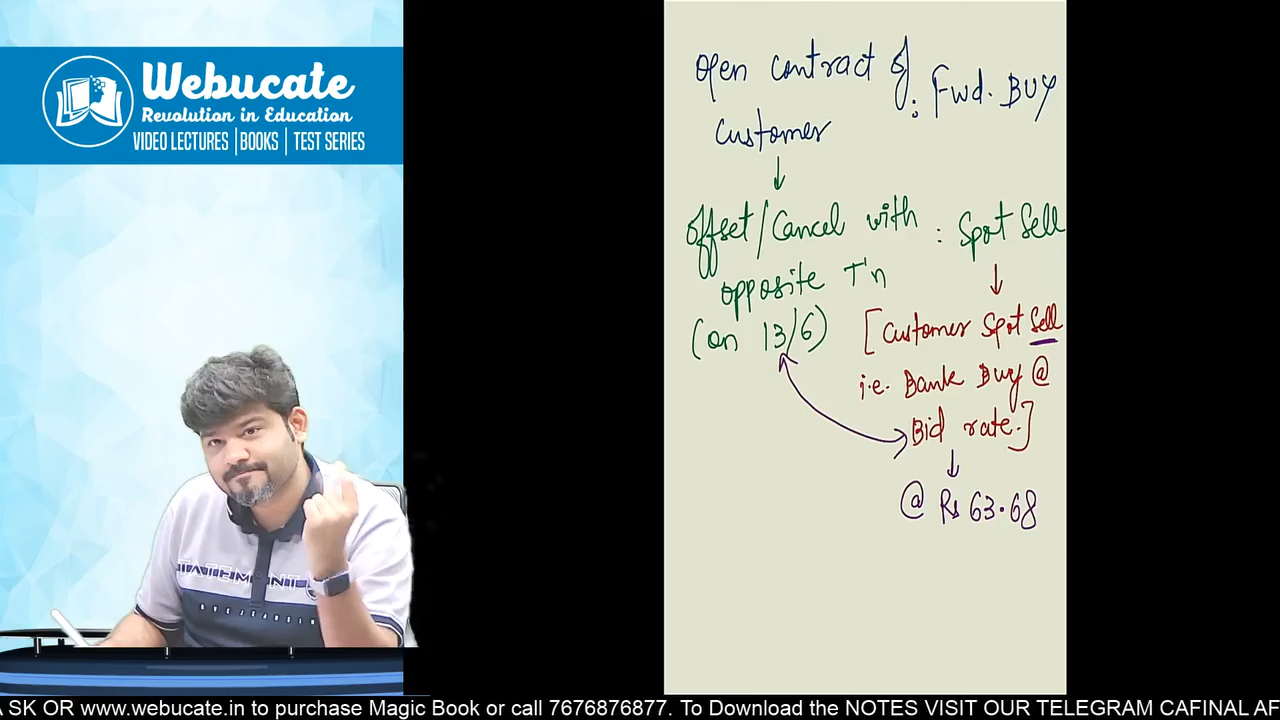 Webucate
Revolution in Education
VIDEO LECTURES | BOOKS | TEST SERIES
Open contract of : Fwd. BUY
Customer
Offset/Cancel with : Spot Sell
opposite T'n
(on 13/6)
[Customer Spot Sell
i.e. Bank Buy @
Bid rate.]
@ Rs 63.68
TATEMENT
A SK OR www.webucate.in to purchase Magic Book or call 7676876877. To Download the NOTES VISIT OUR TELEGRAM CAFINAL AF